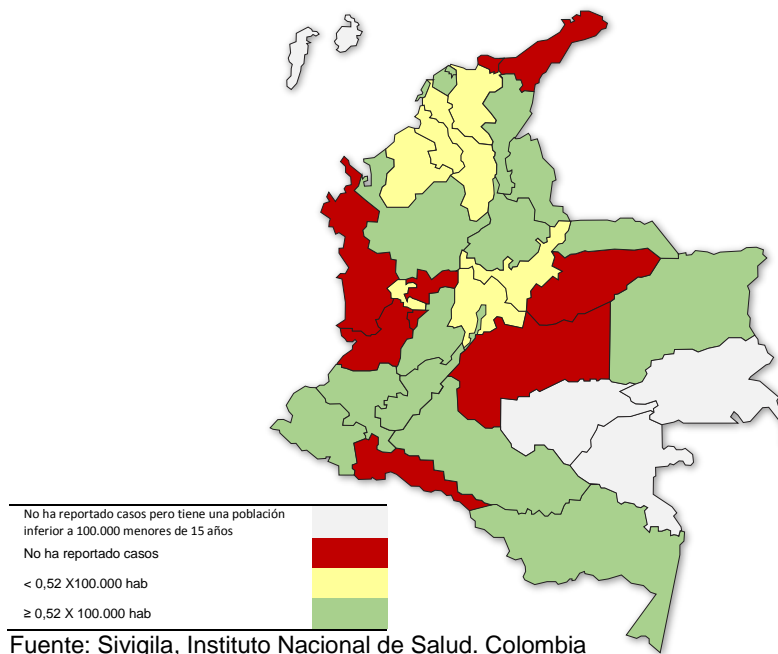 No ha reportado casos pero tiene una población
inferior a 100.000 menores de 15 años
No ha reportado casos
< 0,52 X100.000 hab
≥ 0,52 X 100.000 hab
Fuente: Sivigila, Instituto Nacional de Salud. Colombia